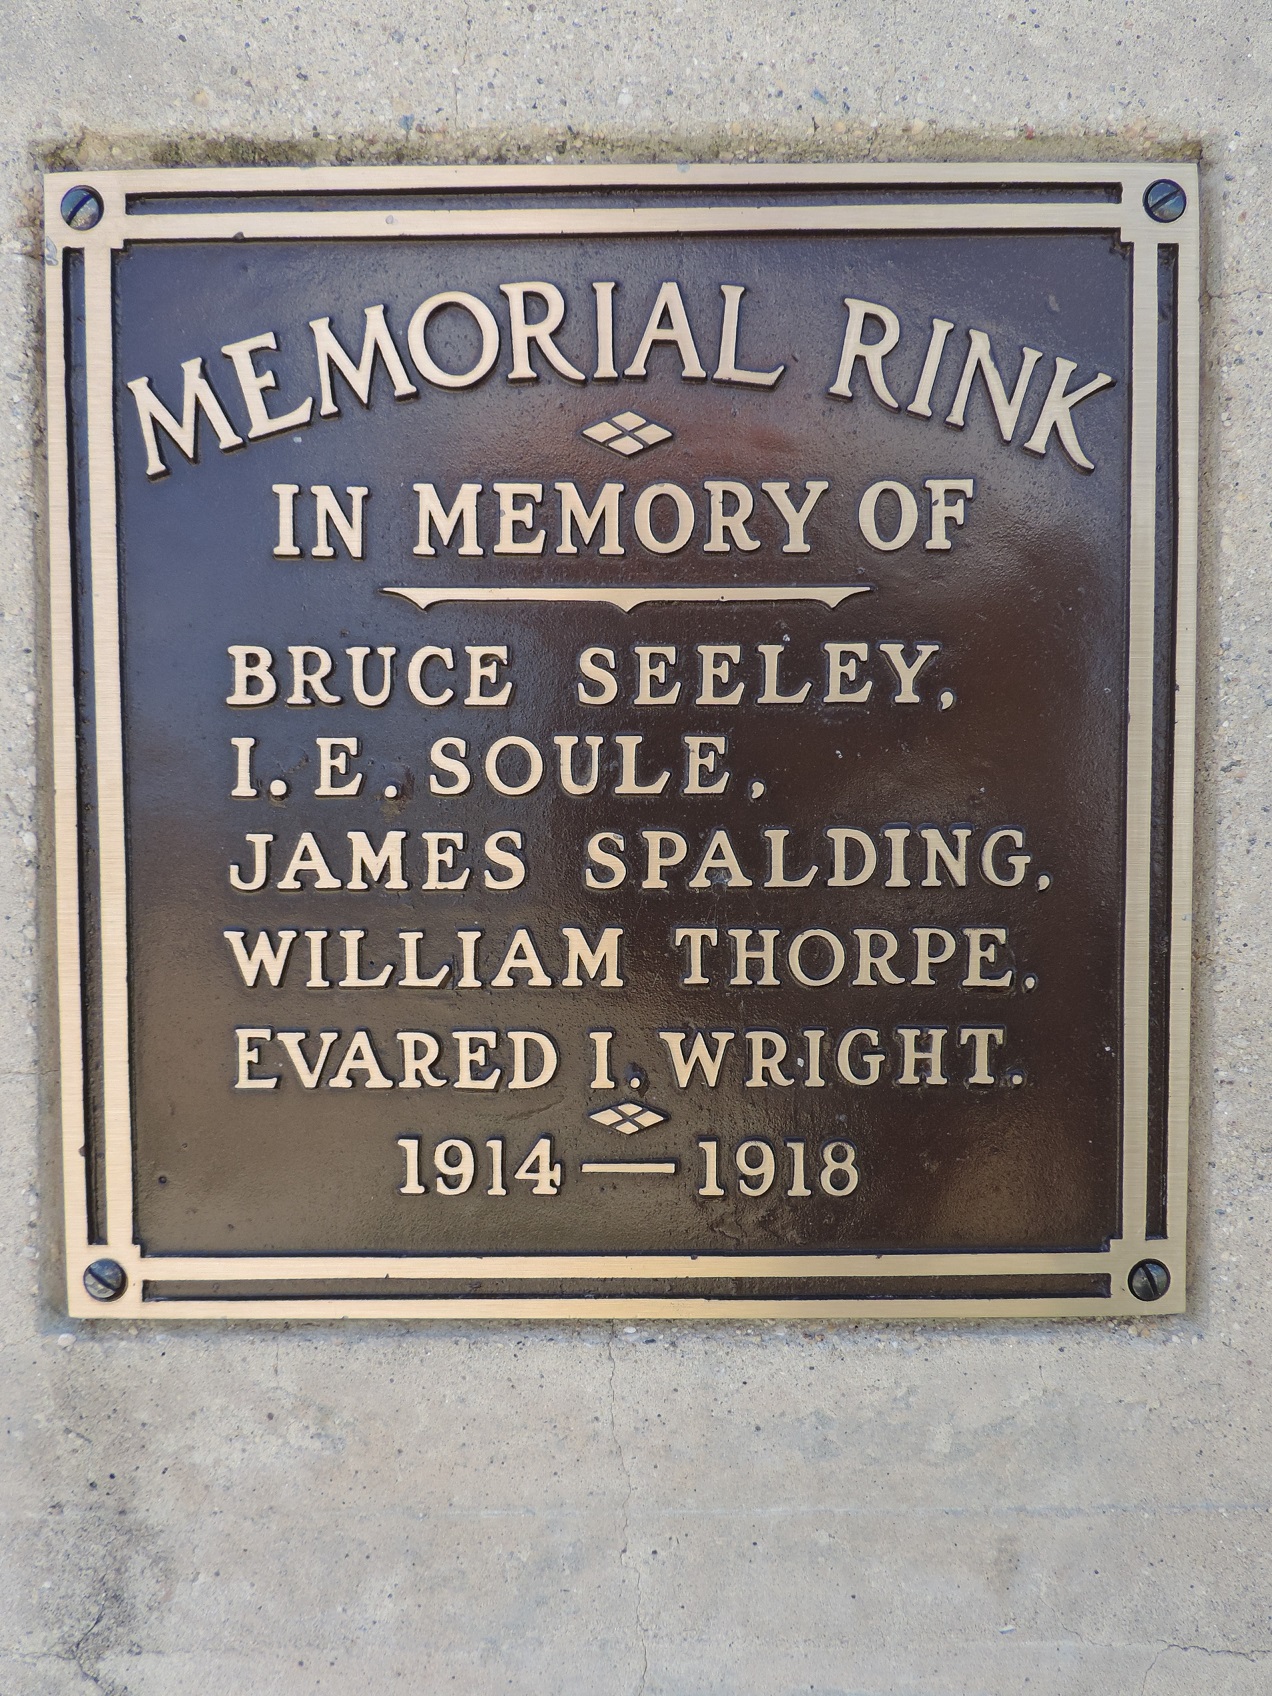 MEMORIAL RINK
IN MEMORY OF
BRUCE SEELEY,
I. E. SOULE,
JAMES SPALDING,
WILLIAM THORPE.
EVARED I. WRIGHT.
1914 — 1918